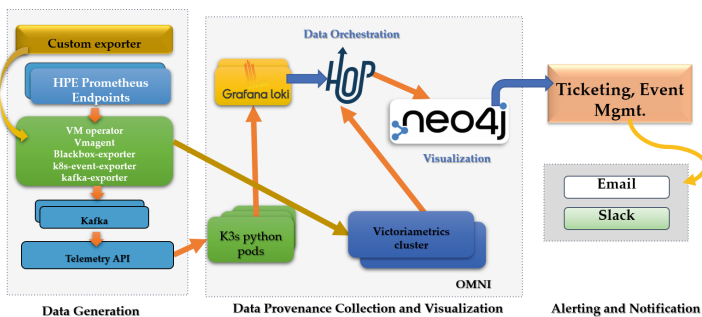 Custom exporter
HPE Prometheus
Endpoints
VM operator
Vmagent
Blackbox-exporter
k8s-event-exporter
kafka-exporter
Kafka
Telemetry API
Data Generation
Data Orchestration
Grafana loki
HOP
neo4j
Visualization
K3s python
pods
Victoriametrics
cluster
OMNI
Data Provenance Collection and Visualization
Ticketing, Event
Mgmt.
Email
Slack
Alerting and Notification